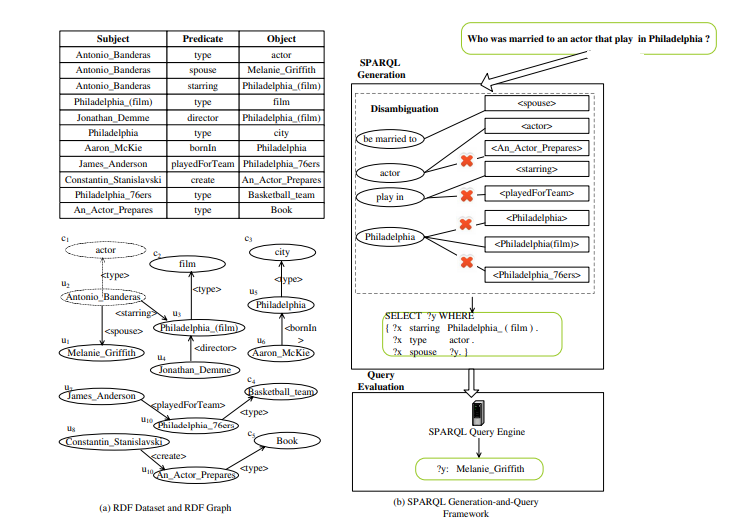 Subject Predicate Object
Antonio_Banderas type actor
Antonio_Banderas spouse Melanie_Griffith
Antonio_Banderas starring Philadelphia_(film)
Philadelphia_(film) type film
Jonathan_Demme director Philadelphia_(film)
Philadelphia type city
Aaron_McKie bornIn Philadelphia
James_Anderson playedForTeam Philadelphia_76ers
Constantin_Stanislavski create An_Actor_Prepares
Philadelphia_76ers type Basketball_team
An_Actor_Prepares type Book
c1
actor
c2
film
c3
city
<type>
<type>
<type>
u2
Antonio_Banderas
<starring>
u3
Philadelphia_(film)
u5
Philadelphia
<spouse>
<bornIn
>
u1
Melanie_Griffith
<director>
u4
Jonathan_Demme
u6
Aaron_McKie
u7
James_Anderson
<playedForTeam>
c4
Basketball_team
u10
Philadelphia_76ers
<type>
u8
Constantin_Stanislavski
<create>
c5
Book
u10
An_Actor_Prepares
<type>
(a) RDF Dataset and RDF Graph
Who was married to an actor that play in Philadelphia ?
SPARQL
Generation
Disambiguation
be married to
actor
play in
Philadelphia
<spouse>
<actor>
<An_Actor_Prepares>
<starring>
<playedForTeam>
<Philadelphia>
<Philadelphia(film)>
<Philadelphia_76ers>
SELECT ?y WHERE
{ ?x starring Philadelphia_ ( film ) .
?x type actor .
?x spouse ?y. }
Query
Evaluation
SPARQL Query Engine
?y: Melanie_Griffith
(b) SPARQL Generation-and-Query
Framework